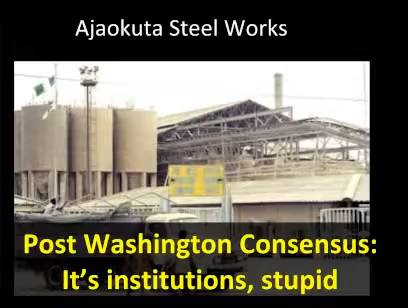 Ajaokuta Steel Works
Post Washington Consensus:
It's institutions, stupid